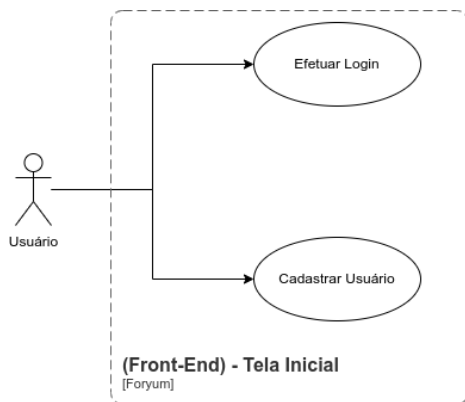 Efetuar Login
Usuário
Cadastrar Usuário
(Front-End) - Tela Inicial
[Foryum]